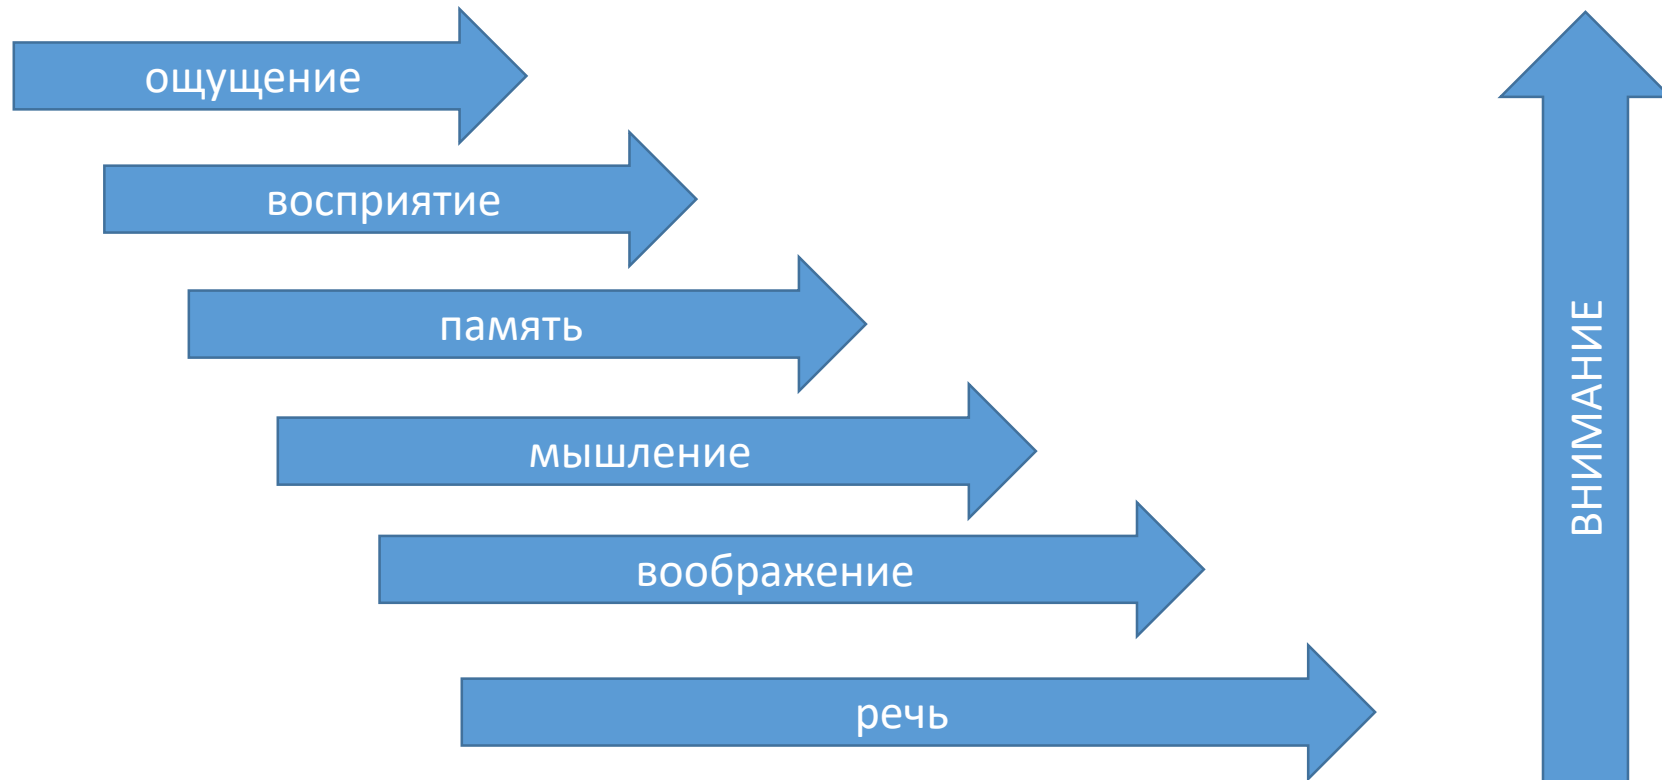 ощущение
восприятие
память
мышление
воображение
речь
ВНИМАНИЕ